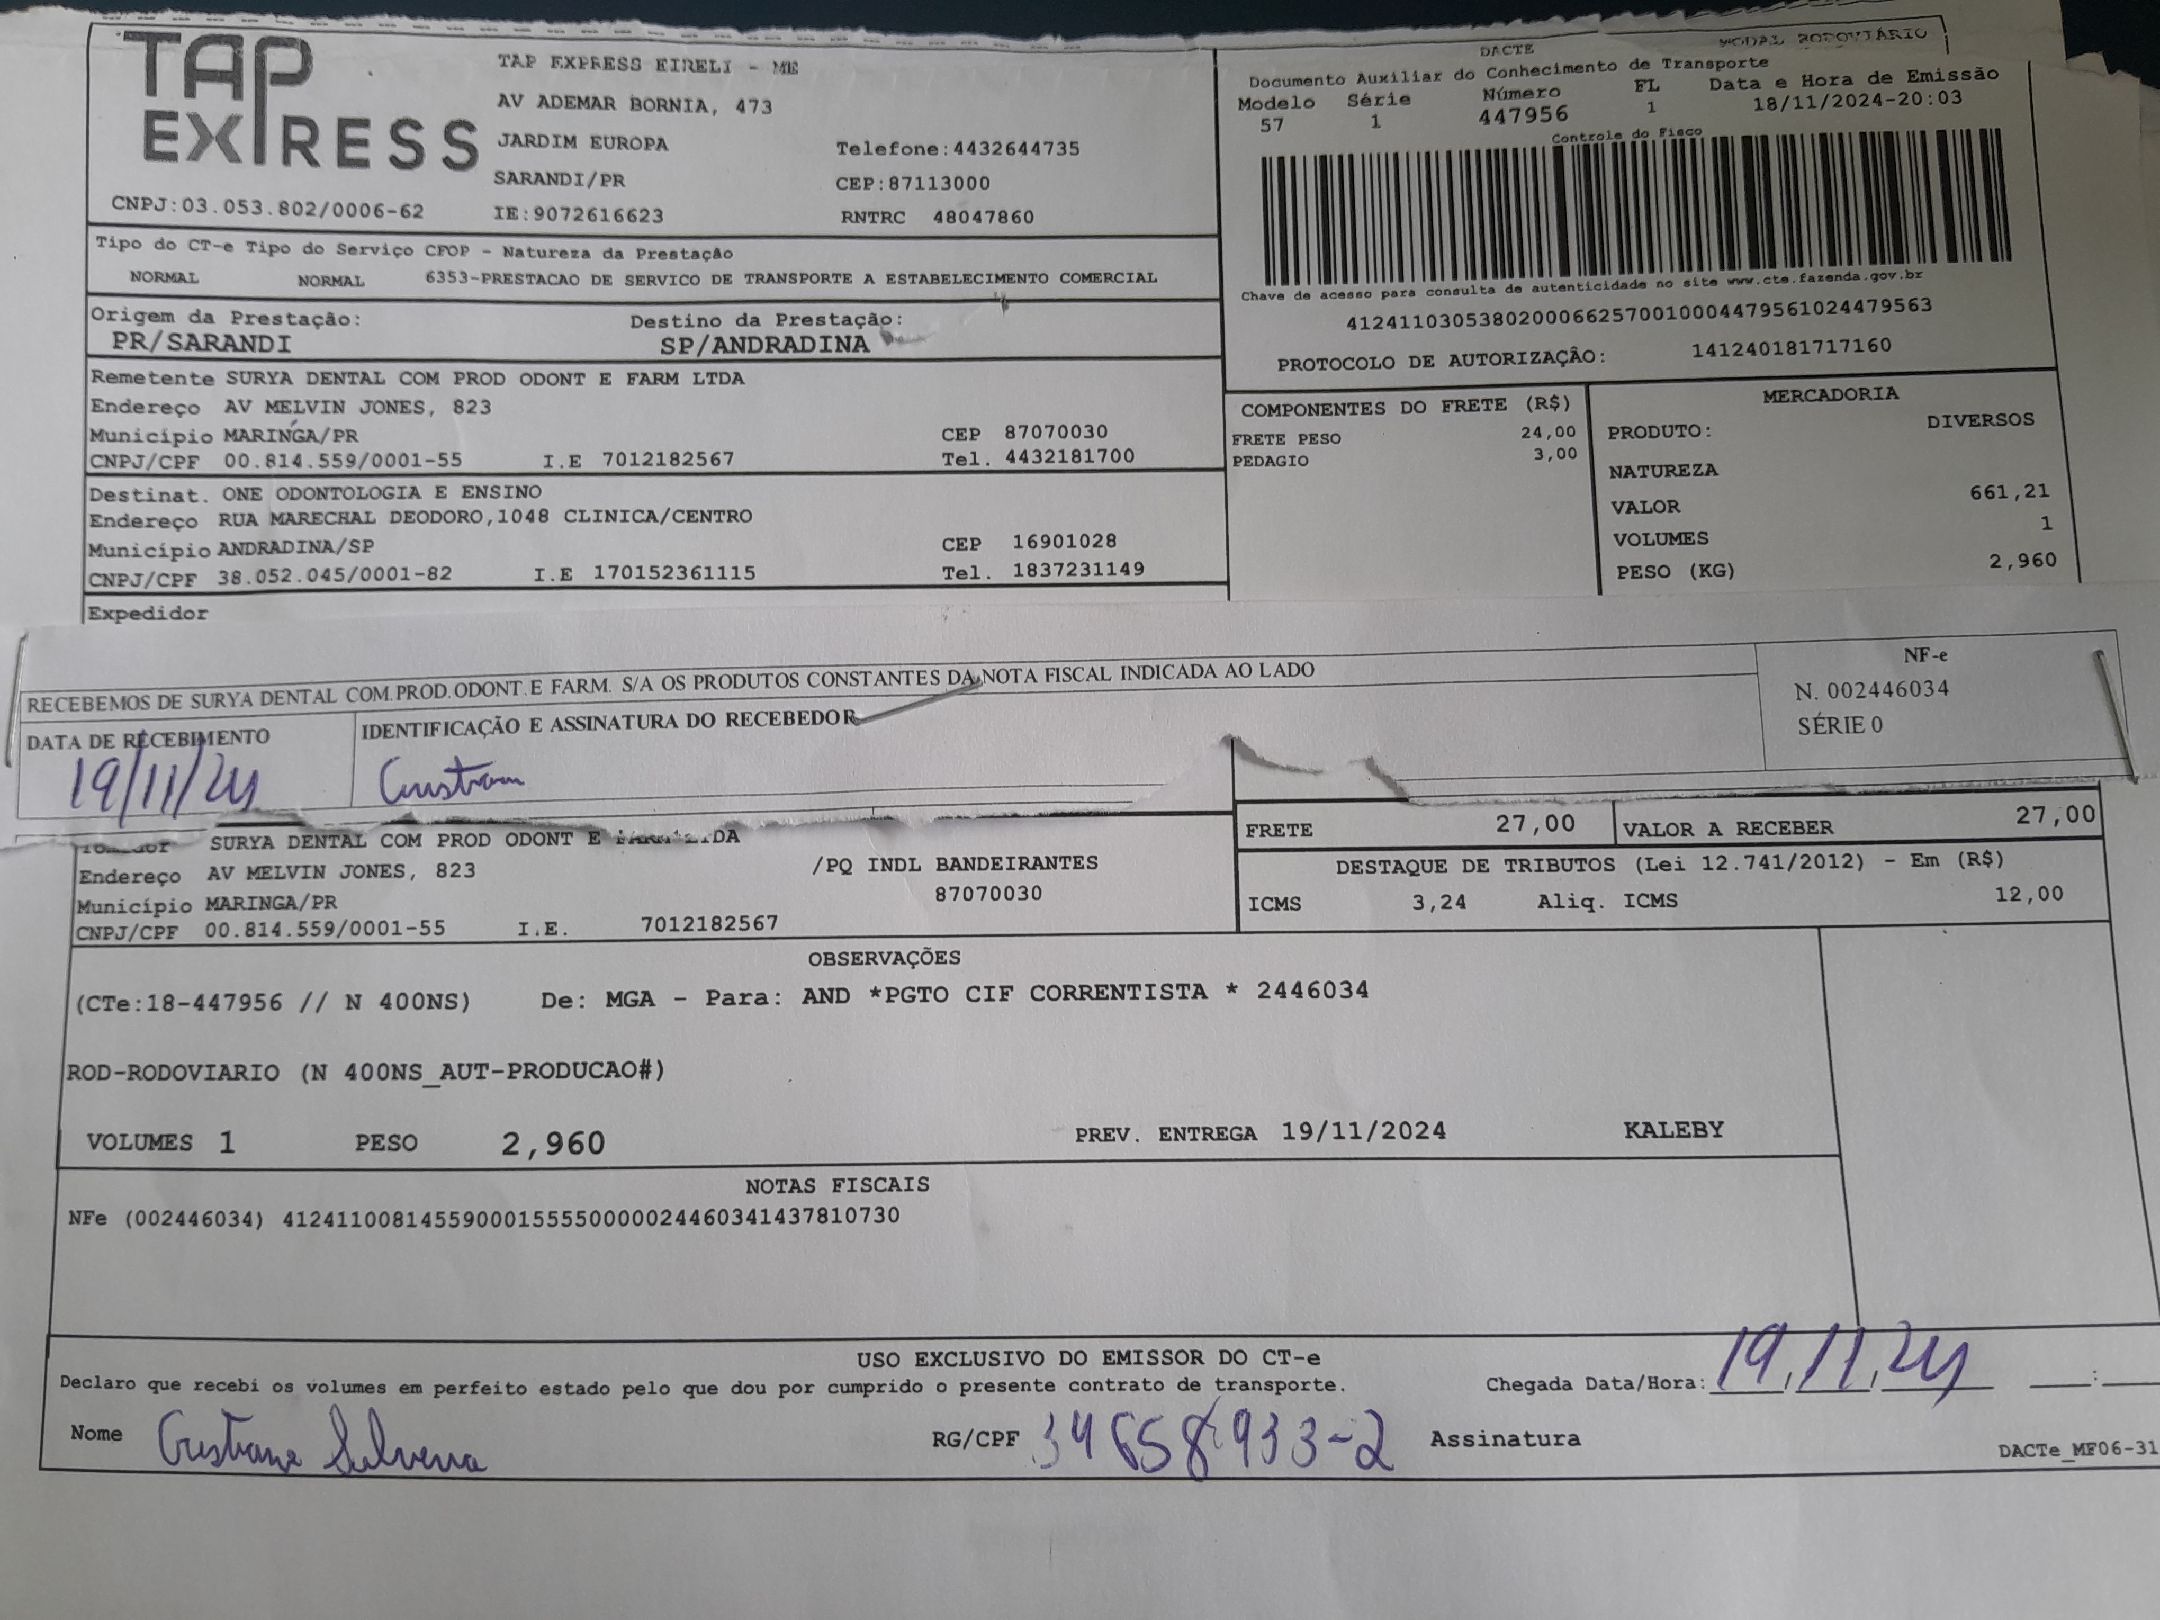 TAP EXPRESS
TAP EXPRESS EIRELI - ME
AV ADEMAR BORNIA, 473
JARDIM EUROPA Telefone:4432644735
SARANDI/PR CEP:87113000
CNPJ:03.053.802/0006-62 IE:9072616623 RNTRC 48047860
DACTE MODAL RODOVIÁRIO
Documento Auxiliar do Conhecimento de Transporte
Modelo Série Número FL Data e Hora de Emissão
57 1 447956 1 18/11/2024-20:03
Controle do Fisco
Chave de acesso para consulta de autenticidade no site www.cte.fazenda.gov.br
41241103053802000662570010004479561024479563
PROTOCOLO DE AUTORIZAÇÃO: 141240181717160
Tipo do CT-e Tipo do Serviço CFOP - Natureza da Prestação
NORMAL NORMAL 6353-PRESTACAO DE SERVICO DE TRANSPORTE A ESTABELECIMENTO COMERCIAL
Origem da Prestação: Destino da Prestação:
PR/SARANDI SP/ANDRADINA
Remetente SURYA DENTAL COM PROD ODONT E FARM LTDA
Endereço AV MELVIN JONES, 823
Município MARINGA/PR CEP 87070030
CNPJ/CPF 00.814.559/0001-55 I.E 7012182567 Tel. 4432181700
Destinat. ONE ODONTOLOGIA E ENSINO
Endereço RUA MARECHAL DEODORO,1048 CLINICA/CENTRO
Município ANDRADINA/SP CEP 16901028
CNPJ/CPF 38.052.045/0001-82 I.E 170152361115 Tel. 1837231149
Expedidor
COMPONENTES DO FRETE (R$)
FRETE PESO 24,00
PEDAGIO 3,00
MERCADORIA
PRODUTO: DIVERSOS
NATUREZA
VALOR 661,21
VOLUMES 1
PESO (KG) 2,960
RECEBEMOS DE SURYA DENTAL COM.PROD.ODONT.E FARM. S/A OS PRODUTOS CONSTANTES DA NOTA FISCAL INDICADA AO LADO
DATA DE RECEBIMENTO IDENTIFICAÇÃO E ASSINATURA DO RECEBEDOR
19/11/24
NF-e
N. 002446034
SÉRIE 0
SURYA DENTAL COM PROD ODONT E
Endereço AV MELVIN JONES, 823 /PQ INDL BANDEIRANTES
Município MARINGA/PR 87070030
CNPJ/CPF 00.814.559/0001-55 I.E. 7012182567
FRETE 27,00 VALOR A RECEBER 27,00
DESTAQUE DE TRIBUTOS (Lei 12.741/2012) - Em (R$)
ICMS 3,24 Aliq. ICMS 12,00
OBSERVAÇÕES
(CTe:18-447956 // N 400NS) De: MGA - Para: AND *PGTO CIF CORRENTISTA * 2446034
ROD-RODOVIARIO (N 400NS_AUT-PRODUCAO#)
VOLUMES 1 PESO 2,960 PREV. ENTREGA 19/11/2024 KALEBY
NOTAS FISCAIS
NFe (002446034) 41241100814559000155550000024460341437810730
USO EXCLUSIVO DO EMISSOR DO CT-e
Declaro que recebi os volumes em perfeito estado pelo que dou por cumprido o presente contrato de transporte. Chegada Data/Hora: 19,11,24 :
Nome Cristiane RG/CPF 34658933-2 Assinatura
DACTe_MF06-31